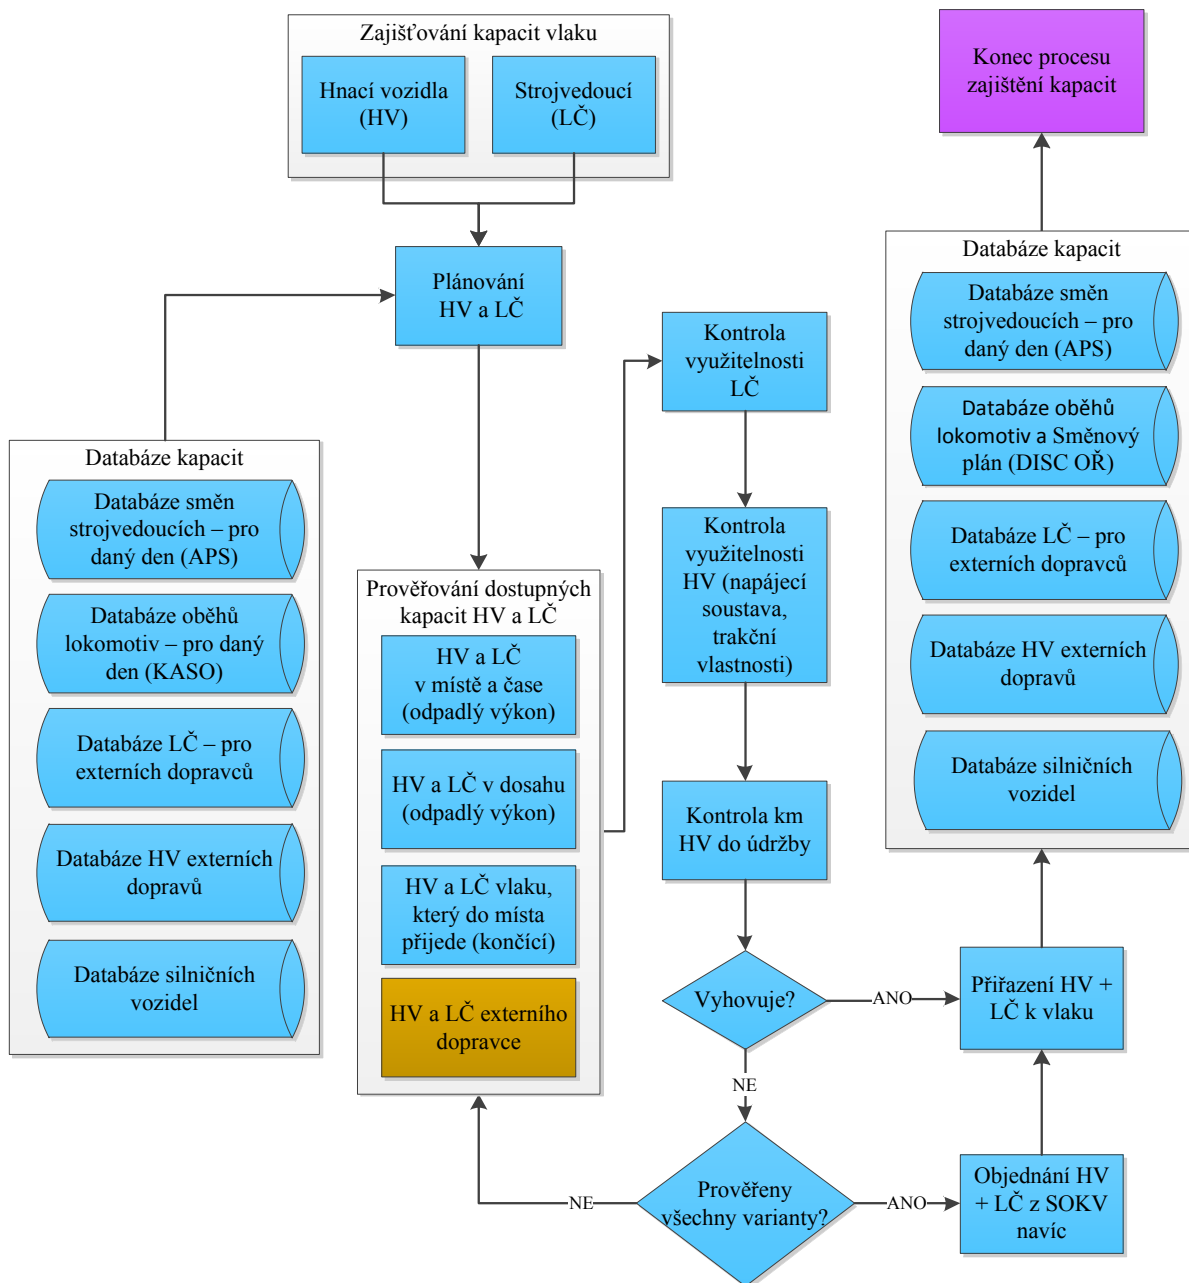 Zajišťování kapacit vlaku
Hnací vozidla
(HV)
Strojvedoucí
(LČ)
Konec procesu
zajištění kapacit
Plánování
HV a LČ
Databáze kapacit
Databáze směn
strojvedoucích – pro
daný den (APS)
Databáze oběhů
lokomotiv – pro daný
den (KASO)
Databáze LČ – pro
externích dopravců
Databáze HV externích
dopravů
Databáze silničních
vozidel
Prověřování dostupných
kapacit HV a LČ
HV a LČ
v místě a čase
(odpadlý výkon)
HV a LČ v dosahu
(odpadlý výkon)
HV a LČ vlaku,
který do místa
přijede (končící)
HV a LČ externího
dopravce
Kontrola
využitelnosti
LČ
Kontrola
využitelnosti
HV (napájecí
soustava,
trakční
vlastnosti)
Kontrola km
HV do údržby
Vyhovuje?
ANO
NE
Prověřeny
všechny varianty?
NE
ANO
Databáze kapacit
Databáze směn
strojvedoucích – pro
daný den (APS)
Databáze oběhů
lokomotiv a Směnový
plán (DISC OŘ)
Databáze LČ – pro
externích dopravců
Databáze HV externích
dopravů
Databáze silničních
vozidel
Přiřazení HV +
LČ k vlaku
Objednání HV
+ LČ z SOKV
navíc